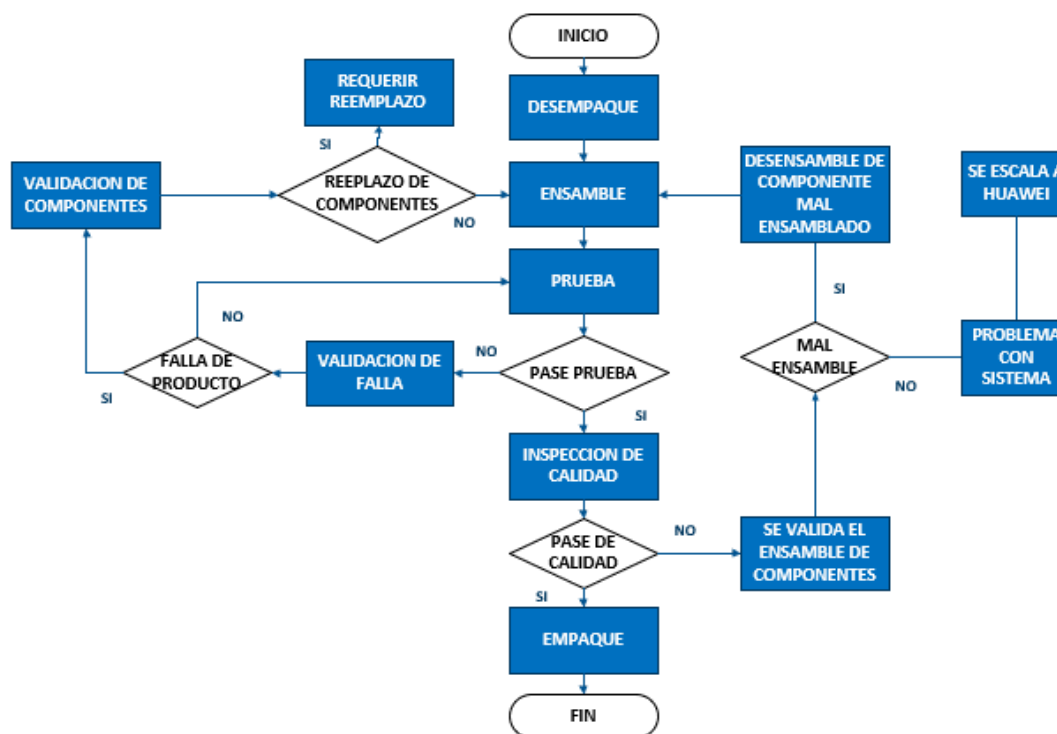 INICIO
REQUERIR
REEMPLAZO
DESEMPAQUE
SI
VALIDACION DE
COMPONENTES
REEPLAZO DE
COMPONENTES
NO
ENSAMBLE
DESENSAMBLE DE
COMPONENTE
MAL
ENSAMBLADO
SE ESCALA A
HUAWEI
PRUEBA
SI
NO
FALLA DE
PRODUCTO
SI
VALIDACION DE
FALLA
NO
PASE PRUEBA
SI
MAL
ENSAMBLE
NO
PROBLEMA
CON
SISTEMA
INSPECCION DE
CALIDAD
PASE DE
CALIDAD
NO
SE VALIDA EL
ENSAMBLE DE
COMPONENTES
SI
EMPAQUE
FIN